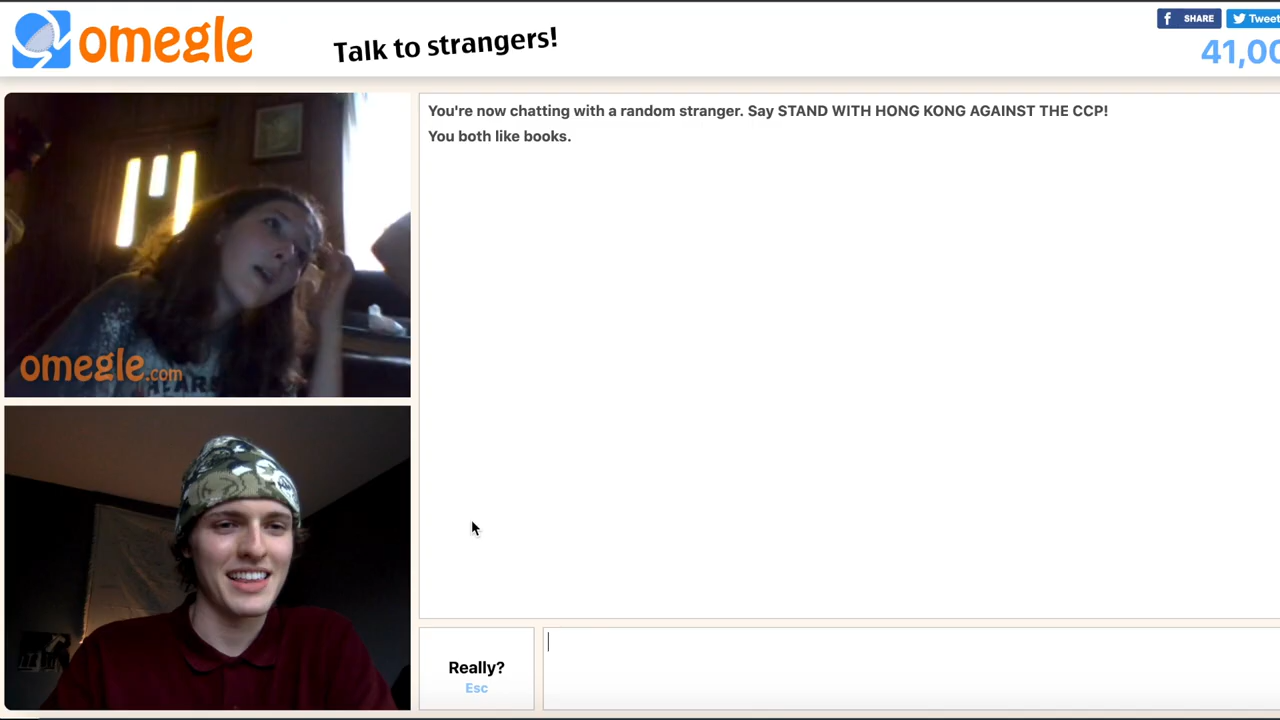 omegle
Talk to strangers!
SHARE
Tweet
41,00
You're now chatting with a random stranger. Say STAND WITH HONG KONG AGAINST THE CCP!
You both like books.
omegle.com
Really?
Esc